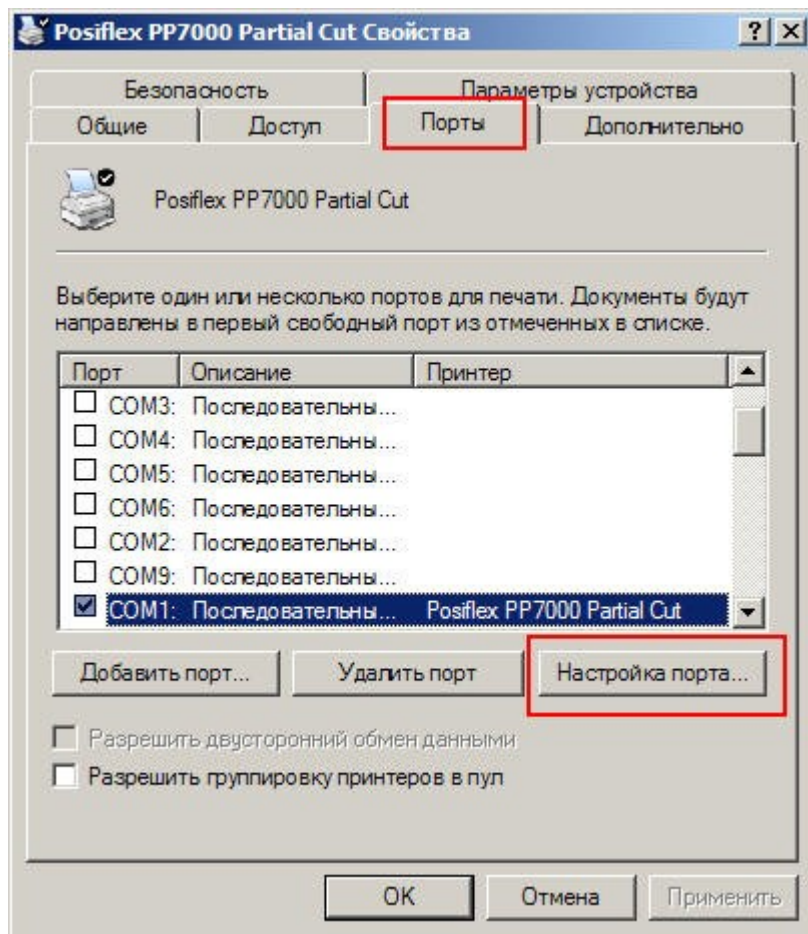 Posiflex PP7000 Partial Cut Свойства
Безопасность Параметры устройства
Общие Доступ Порты Дополнительно
Posiflex PP7000 Partial Cut
Выберите один или несколько портов для печати. Документы будут
направлены в первый свободный порт из отмеченных в списке.
Порт Описание Принтер
COM3: Последовательны...
COM4: Последовательны...
COM5: Последовательны...
COM6: Последовательны...
COM2: Последовательны...
COM9: Последовательны...
COM1: Последовательны... Posiflex PP7000 Partial Cut
Добавить порт... Удалить порт Настройка порта...
Разрешить двусторонний обмен данными
Разрешить группировку принтеров в пул
OK Отмена Применить